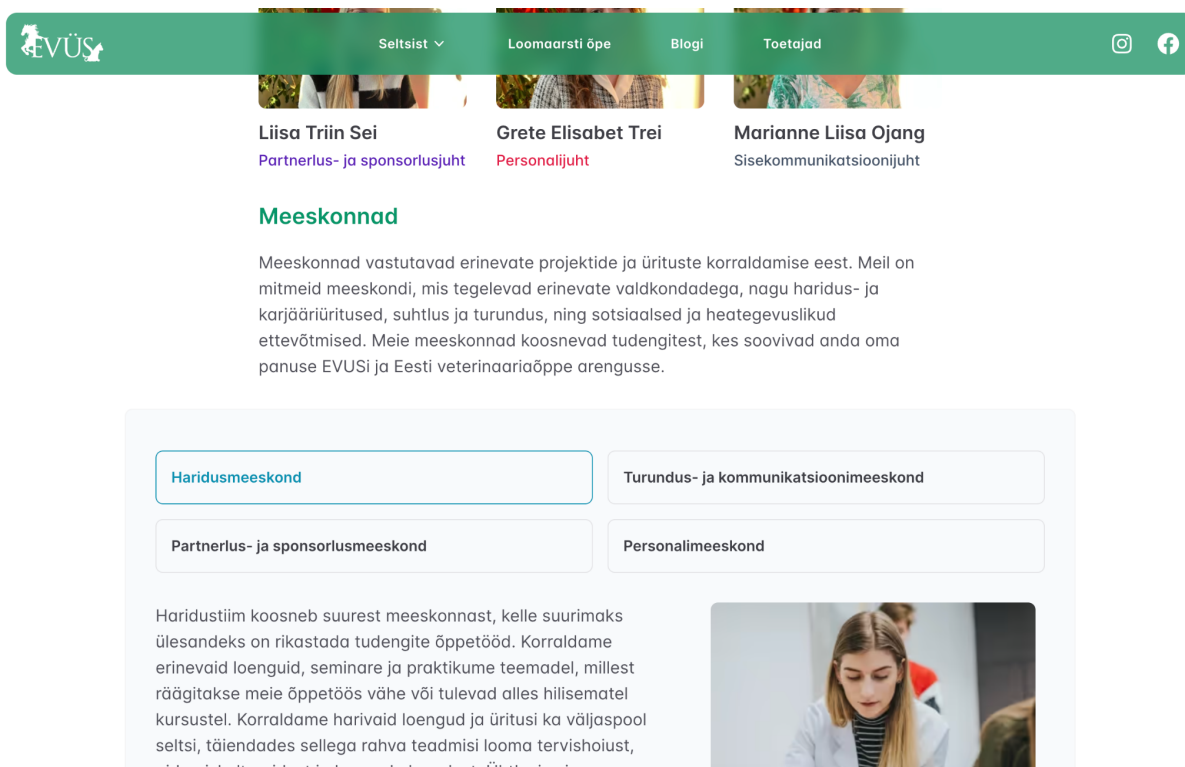 EVÜS
Seltsist
Loomaarsti õpe
Blogi
Toetajad
Liisa Triin Sei
Partnerlus- ja sponsorlusjuht
Grete Elisabet Trei
Personalijuht
Marianne Liisa Ojang
Sisekommunikatsioonijuht
Meeskonnad
Meeskonnad vastutavad erinevate projektide ja ürituste korraldamise eest. Meil on
mitmeid meeskondi, mis tegelevad erinevate valdkondadega, nagu haridus- ja
karjääriüritused, suhtlus ja turundus, ning sotsiaalsed ja heategevuslikud
ettevõtmised. Meie meeskonnad koosnevad tudengitest, kes soovivad anda oma
panuse EVUSi ja Eesti veterinaariaõppe arengusse.
Haridusmeeskond
Turundus- ja kommunikatsioonimeeskond
Partnerlus- ja sponsorlusmeeskond
Personalimeeskond
Haridustiim koosneb suurest meeskonnast, kelle suurimaks
ülesandeks on rikastada tudengite õppetööd. Korraldame
erinevaid loenguid, seminare ja praktikume teemadel, millest
räägitakse meie õppetöös vähe või tulevad alles hilisematel
kursustel. Korraldame harivaid loengud ja üritusi ka väljaspool
seltsi, täiendades sellega rahva teadmisi looma tervishoiust,